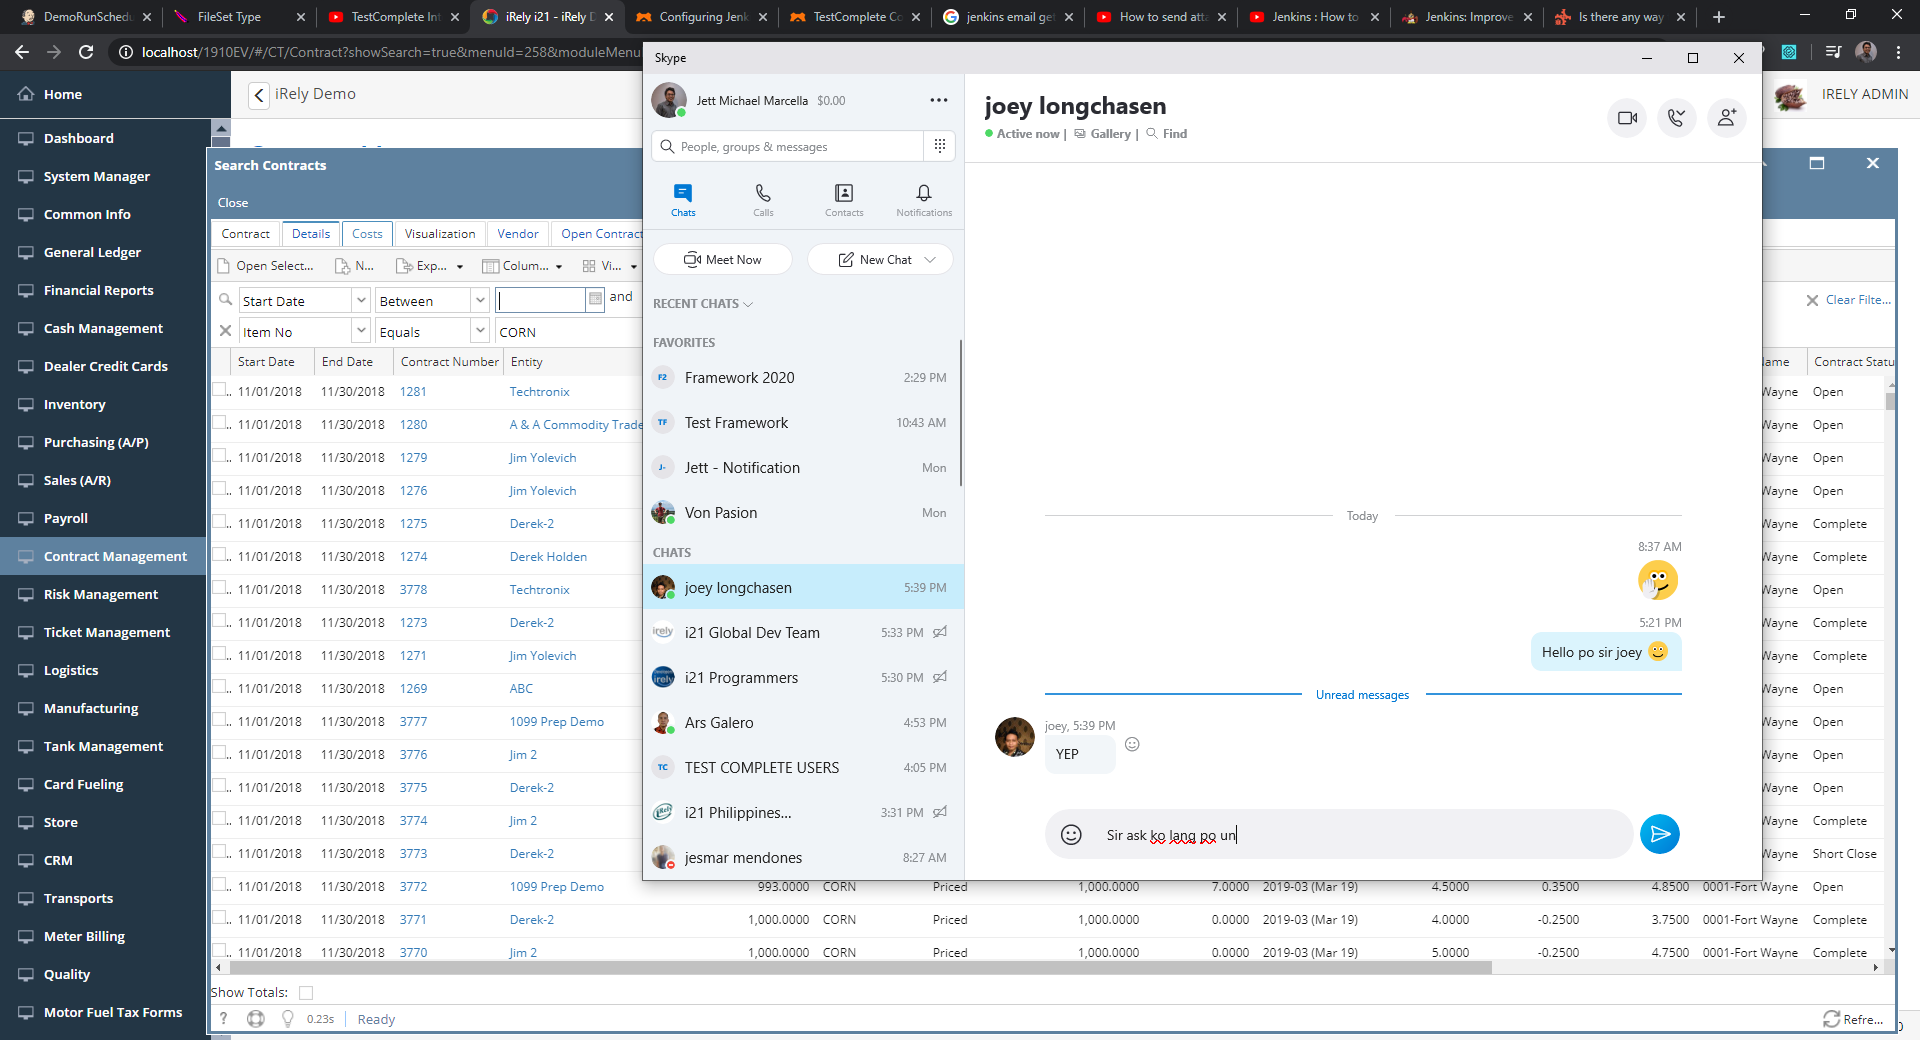 DemoRunSchedu
FileSet Type
TestComplete Int
iRely i21 - iRely D
Configuring Jenk
TestComplete Co
jenkins email get
How to send atta
Jenkins : How to
Jenkins: Improve
Is there any way
localhost/1910EV/#/CT/Contract?showSearch=true&menuId=258&moduleMenu
Home
iRely Demo
IRELY ADMIN
Dashboard
System Manager
Common Info
General Ledger
Financial Reports
Cash Management
Dealer Credit Cards
Inventory
Purchasing (A/P)
Sales (A/R)
Payroll
Contract Management
Risk Management
Ticket Management
Logistics
Manufacturing
Tank Management
Card Fueling
Store
CRM
Transports
Meter Billing
Quality
Motor Fuel Tax Forms
Search Contracts
Close
Contract Details Costs Visualization Vendor Open Contract
Open Select... N... Exp... Colum... Vi...
Start Date Between and
Clear Filte...
Item No Equals CORN
Start Date End Date Contract Number Entity ame Contract Statu
11/01/2018 11/30/2018 1281 Techtronix Wayne Open
11/01/2018 11/30/2018 1280 A & A Commodity Trade Wayne Open
11/01/2018 11/30/2018 1279 Jim Yolevich Wayne Open
11/01/2018 11/30/2018 1276 Jim Yolevich Wayne Open
11/01/2018 11/30/2018 1275 Derek-2 Wayne Complete
11/01/2018 11/30/2018 1274 Derek Holden Wayne Complete
11/01/2018 11/30/2018 3778 Techtronix Wayne Open
11/01/2018 11/30/2018 1273 Derek-2 Wayne Complete
11/01/2018 11/30/2018 1271 Jim Yolevich Wayne Complete
11/01/2018 11/30/2018 1269 ABC Wayne Open
11/01/2018 11/30/2018 3777 1099 Prep Demo Wayne Open
11/01/2018 11/30/2018 3776 Jim 2 Wayne Open
11/01/2018 11/30/2018 3775 Derek-2 Wayne Complete
11/01/2018 11/30/2018 3774 Jim 2 Wayne Complete
11/01/2018 11/30/2018 3773 Derek-2 Wayne Short Close
11/01/2018 11/30/2018 3772 1099 Prep Demo 993.0000 CORN Priced 1,000.0000 7.0000 2019-03 (Mar 19) 4.5000 0.3500 4.8500 0001-Fort Wayne Open
11/01/2018 11/30/2018 3771 Derek-2 1,000.0000 CORN Priced 1,000.0000 0.0000 2019-03 (Mar 19) 4.0000 -0.2500 3.7500 0001-Fort Wayne Complete
11/01/2018 11/30/2018 3770 Jim 2 1,000.0000 CORN Priced 1,000.0000 0.0000 2019-03 (Mar 19) 5.0000 -0.2500 4.7500 0001-Fort Wayne Complete
Show Totals:
? 0.23s Ready
Refre...
Skype
Jett Michael Marcella $0.00
People, groups & messages
Chats Calls Contacts Notifications
Meet Now New Chat
RECENT CHATS
FAVORITES
F2 Framework 2020 2:29 PM
TF Test Framework 10:43 AM
J- Jett - Notification Mon
Von Pasion Mon
CHATS
joey longchasen 5:39 PM
irely i21 Global Dev Team 5:33 PM
irely i21 Programmers 5:30 PM
Ars Galero 4:53 PM
TC TEST COMPLETE USERS 4:05 PM
i21 Philippines... 3:31 PM
jesmar mendones 8:27 AM
joey longchasen
Active now | Gallery | Find
Today
8:37 AM
5:21 PM
Hello po sir joey
Unread messages
joey, 5:39 PM
YEP
Sir ask ko lang po un